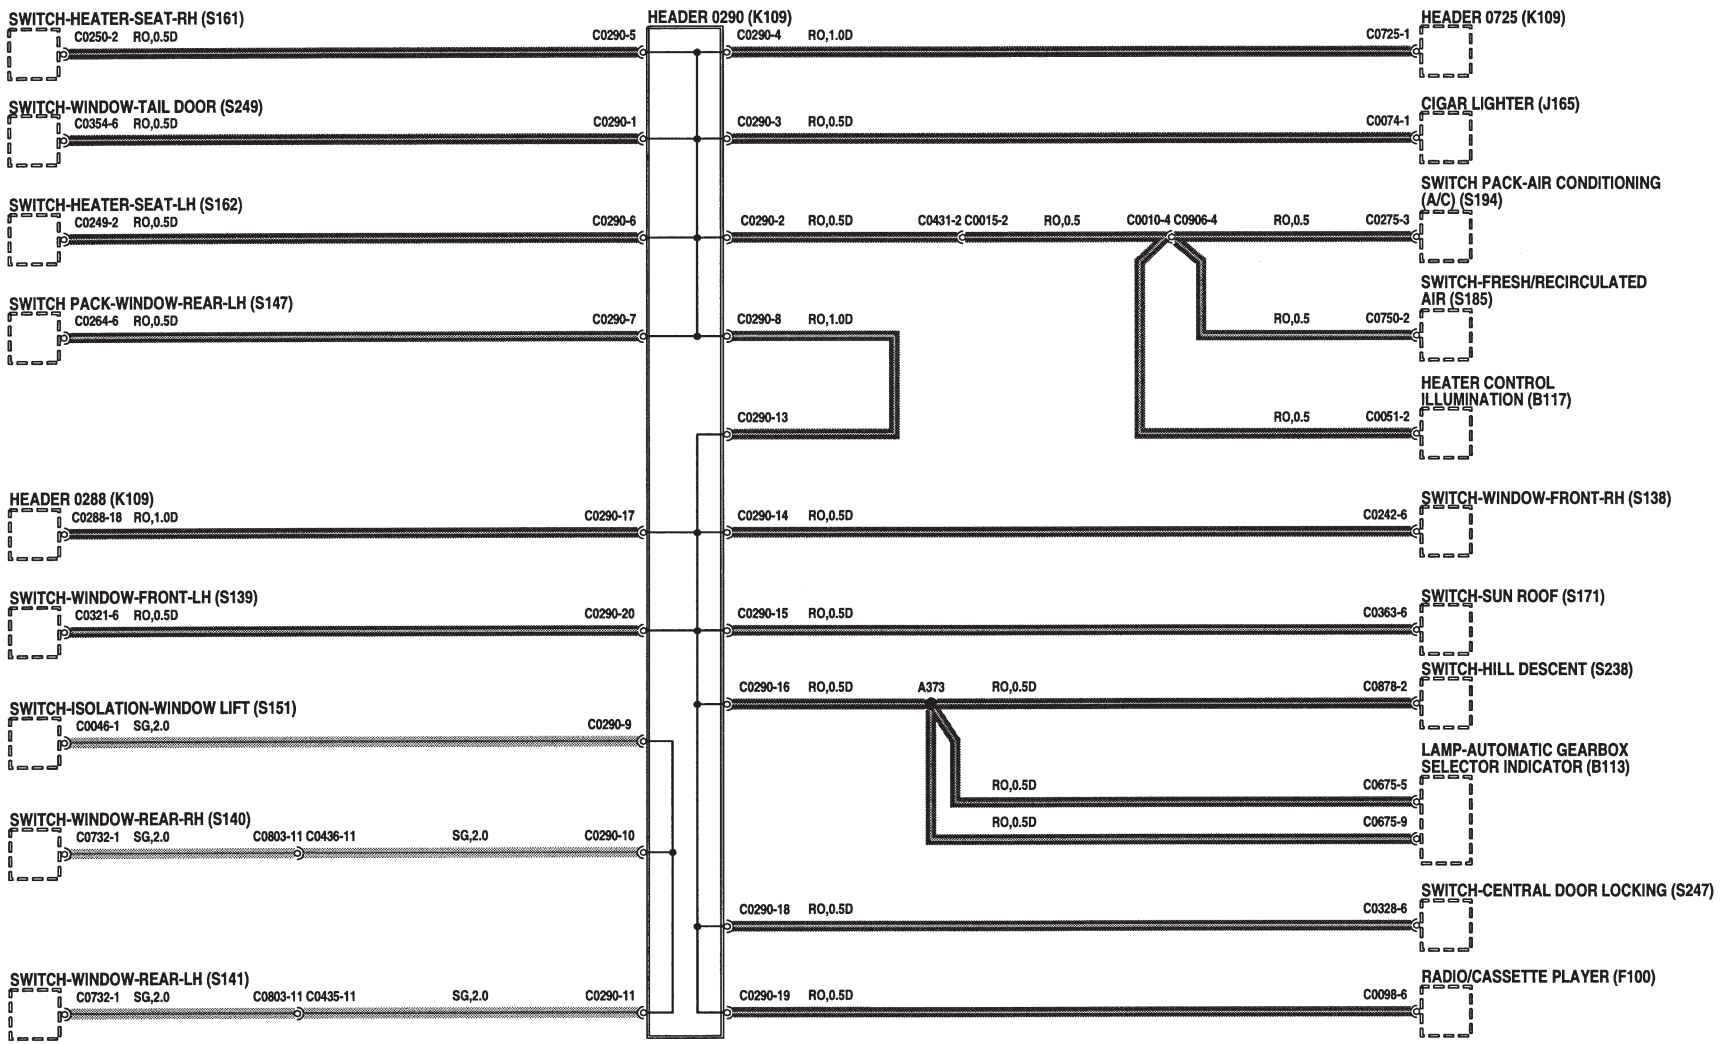 SWITCH-HEATER-SEAT-RH (S161)
C0250-2 RO,0.5D C0290-5
HEADER 0290 (K109)
C0290-4 RO,1.0D C0725-1
HEADER 0725 (K109)
SWITCH-WINDOW-TAIL DOOR (S249)
C0354-6 RO,0.5D C0290-1
C0290-3 RO,0.5D C0074-1
CIGAR LIGHTER (J165)
SWITCH-HEATER-SEAT-LH (S162)
C0249-2 RO,0.5D C0290-6
C0290-2 RO,0.5D C0431-2 C0015-2 RO,0.5 C0010-4 C0906-4 RO,0.5 C0275-3
SWITCH PACK-AIR CONDITIONING
(A/C) (S194)
SWITCH PACK-WINDOW-REAR-LH (S147)
C0264-6 RO,0.5D C0290-7
C0290-8 RO,1.0D
RO,0.5 C0750-2
SWITCH-FRESH/RECIRCULATED
AIR (S185)
C0290-13
RO,0.5 C0051-2
HEATER CONTROL
ILLUMINATION (B117)
HEADER 0288 (K109)
C0288-18 RO,1.0D C0290-17
C0290-14 RO,0.5D C0242-6
SWITCH-WINDOW-FRONT-RH (S138)
SWITCH-WINDOW-FRONT-LH (S139)
C0321-6 RO,0.5D C0290-20
C0290-15 RO,0.5D C0363-6
SWITCH-SUN ROOF (S171)
C0290-16 RO,0.5D A373 RO,0.5D C0878-2
SWITCH-HILL DESCENT (S238)
SWITCH-ISOLATION-WINDOW LIFT (S151)
C0046-1 SG,2.0 C0290-9
LAMP-AUTOMATIC GEARBOX
SELECTOR INDICATOR (B113)
RO,0.5D C0675-5
RO,0.5D C0675-9
SWITCH-WINDOW-REAR-RH (S140)
C0732-1 SG,2.0 C0803-11 C0436-11 SG,2.0 C0290-10
C0290-18 RO,0.5D C0328-6
SWITCH-CENTRAL DOOR LOCKING (S247)
SWITCH-WINDOW-REAR-LH (S141)
C0732-1 SG,2.0 C0803-11 C0435-11 SG,2.0 C0290-11
C0290-19 RO,0.5D C0098-6
RADIO/CASSETTE PLAYER (F100)